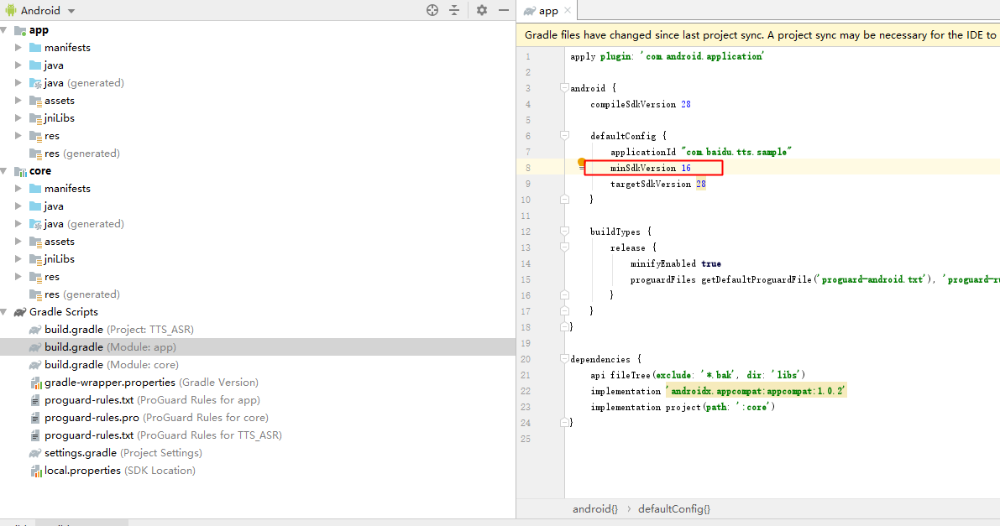 Android
app
manifests
java
java (generated)
assets
jniLibs
res
res (generated)
core
manifests
java
java (generated)
assets
jniLibs
res
res (generated)
Gradle Scripts
build.gradle (Project: TTS_ASR)
build.gradle (Module: app)
build.gradle (Module: core)
gradle-wrapper.properties (Gradle Version)
proguard-rules.txt (ProGuard Rules for app)
proguard-rules.pro (ProGuard Rules for core)
proguard-rules.txt (ProGuard Rules for TTS_ASR)
settings.gradle (Project Settings)
local.properties (SDK Location)
app
Gradle files have changed since last project sync. A project sync may be necessary for the IDE to
1 apply plugin: 'com.android.application'
2
3 android {
4 compileSdkVersion 28
5
6 defaultConfig {
7 applicationId "com.baidu.tts.sample"
8 minSdkVersion 16
9 targetSdkVersion 28
10 }
11
12 buildTypes {
13 release {
14 minifyEnabled true
15 proguardFiles getDefaultProguardFile('proguard-android.txt'), 'proguard-ru
16 }
17 }
18 }
19
20 dependencies {
21 api fileTree(exclude: '*.bak', dir: 'libs')
22 implementation 'androidx.appcompat:appcompat:1.0.2'
23 implementation project(path: ':core')
24 }
25
android{} › defaultConfig{}